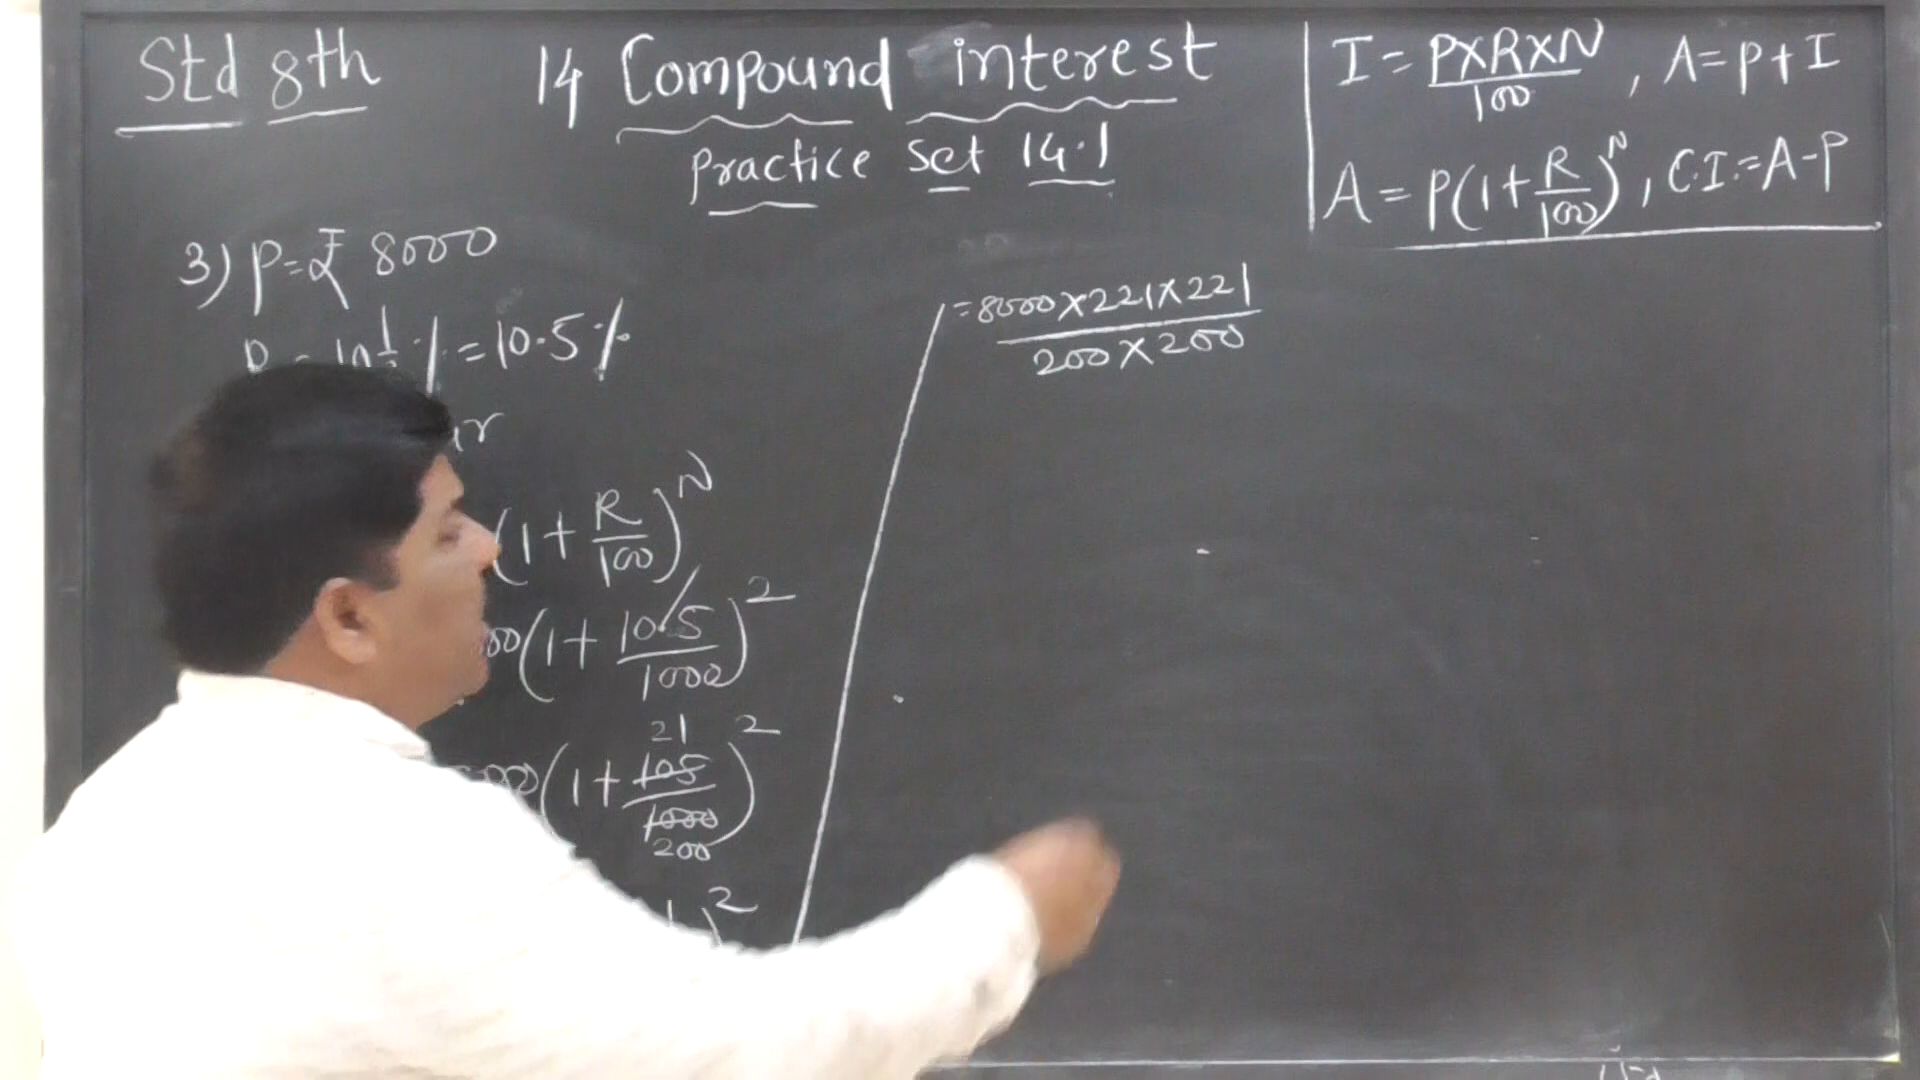 Std 8th
14 Compound interest
Practice Set 14.1
I = P×R×N/100 , A = P + I
A = P(1 + R/100)^N , C.I. = A - P
3) P = ₹ 8000
= 10.5 %
(1 + R/100)^N
(1 + 10.5/1000)^2
21
(1 + 105/1000)^2
200
2
= 8000 × 221 × 221
200 × 200